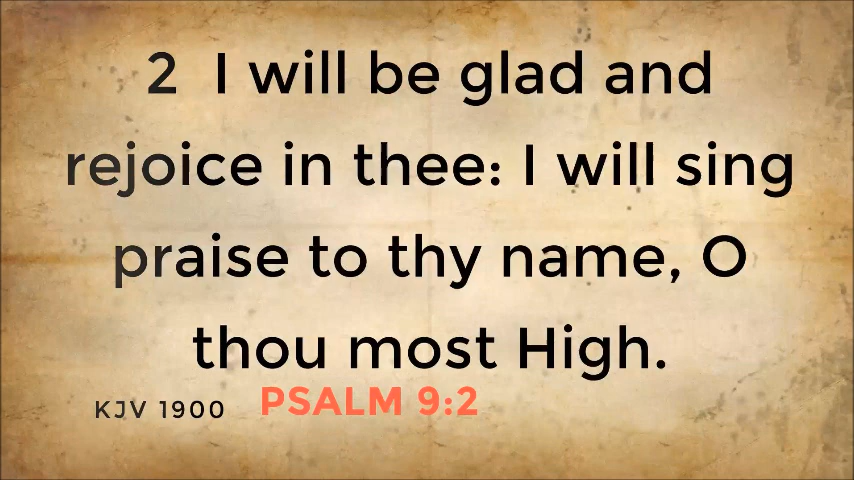 2 I will be glad and
rejoice in thee: I will sing
praise to thy name, O
thou most High.
KJV 1900 PSALM 9:2